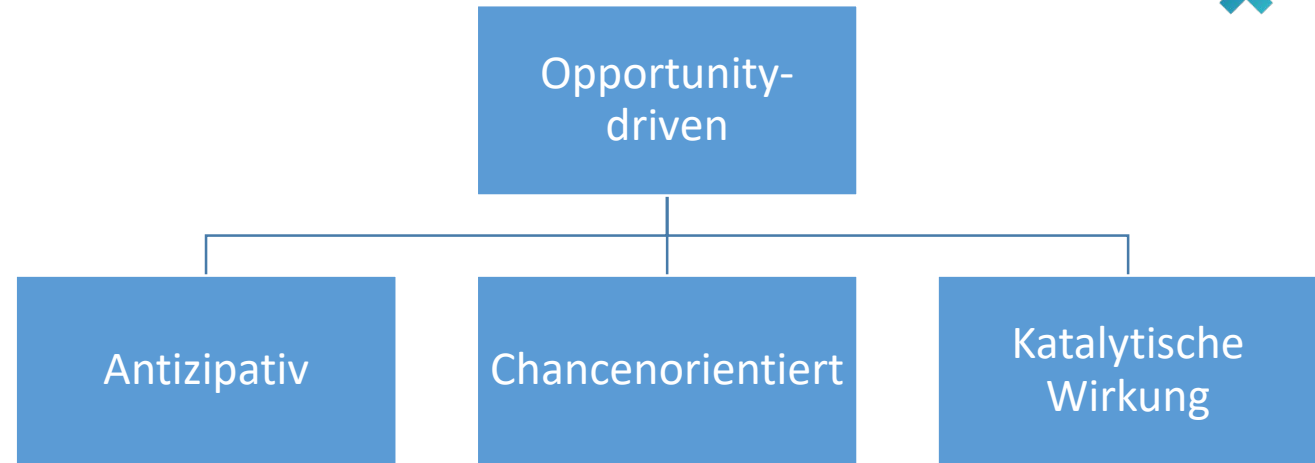 Opportunity-
driven
Antizipativ
Chancenorientiert
Katalytische
Wirkung